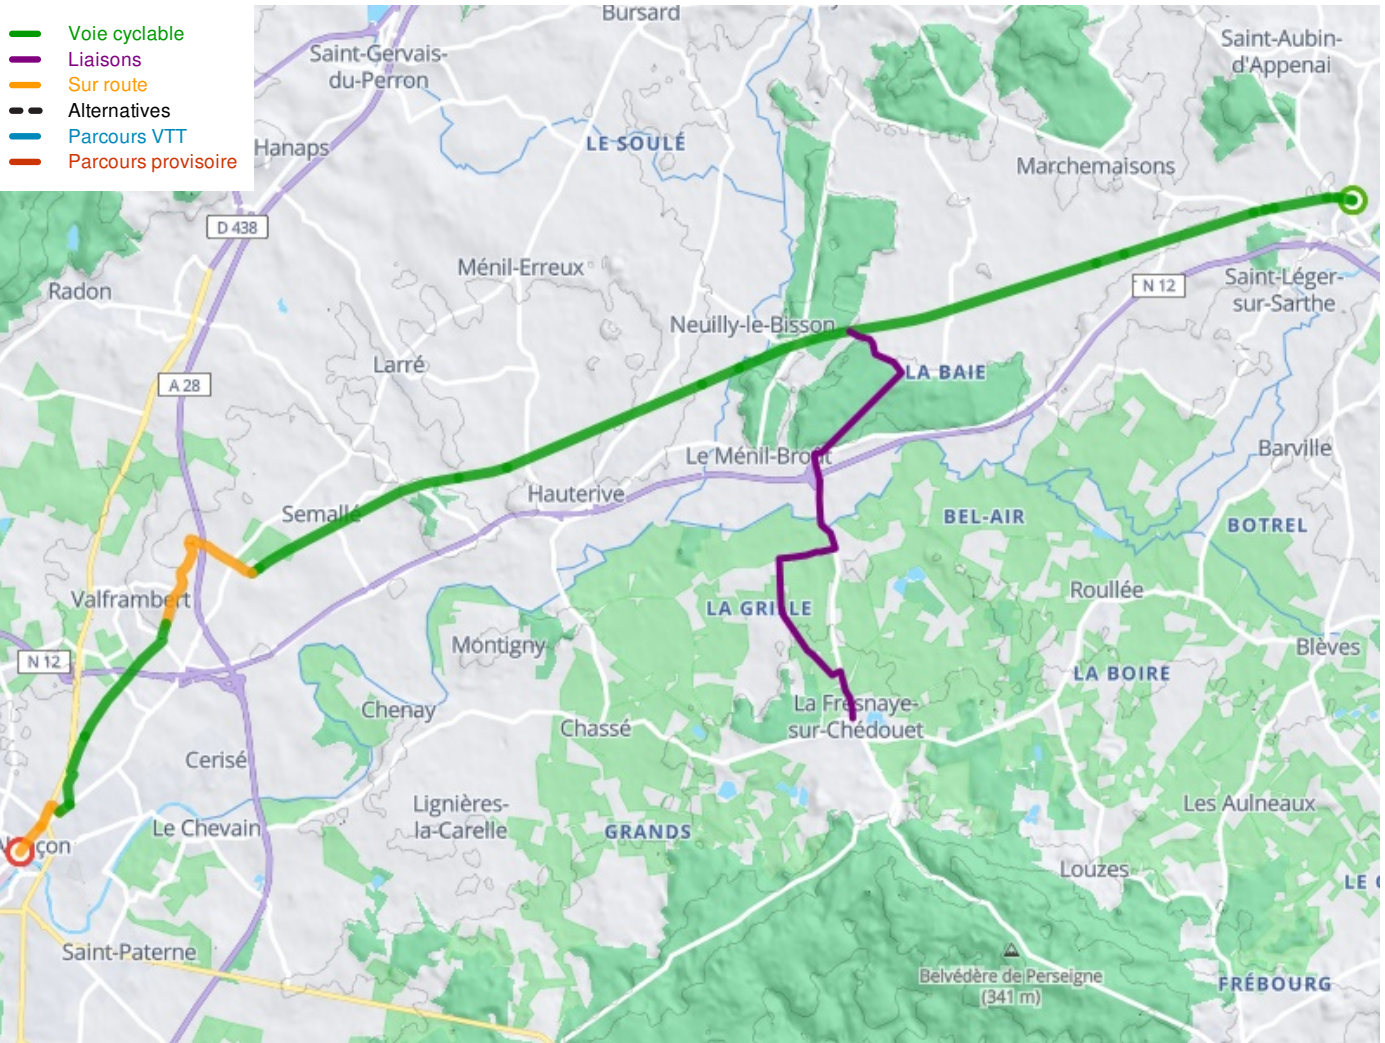 Voie cyclable
Liaisons
Sur route
Alternatives
Parcours VTT
Parcours provisoire
Bursard
Saint-Gervais-
du-Perron
Saint-Aubin-
d'Appenai
Hanaps
LE SOULÉ
Marchemaisons
D 438
Ménil-Erreux
Radon
N 12
Saint-Léger-
sur-Sarthe
Neuilly-le-Bisson
Larré
LA BAIE
A 28
Le Ménil-Broût
Barville
Hauterive
Semallé
BEL-AIR
BOTREL
Valframbert
LA GRILLE
Roullée
Montigny
Blèves
N 12
LA BOIRE
Chenay
La Fresnaye-
sur-Chédouet
Chassé
Cerisé
Lignières-
la-Carelle
Les Aulneaux
Le Chevain
GRANDS
Alençon
Louzes
LE
Saint-Paterne
Belvédère de Perseigne
(341 m)
FRÉBOURG